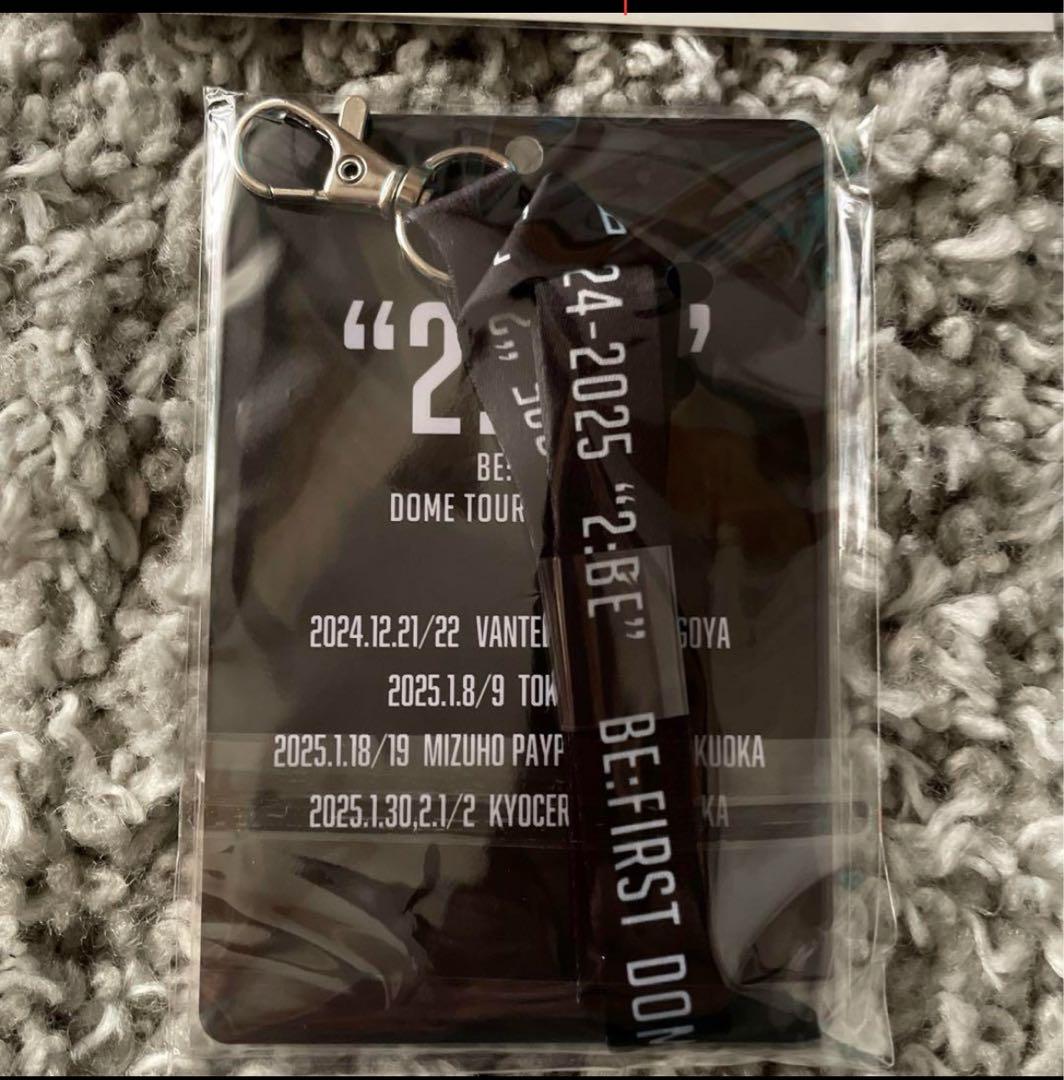 “2
BE:
DOME TOUR
2024.12.21/22 VANTE GOYA
2025.1.8/9 TOK
2025.1.18/19 MIZUHO PAYP KUOKA
2025.1.30,2.1/2 KYOCER KA
24-2025 “2:BE” BE:FIRST DOM